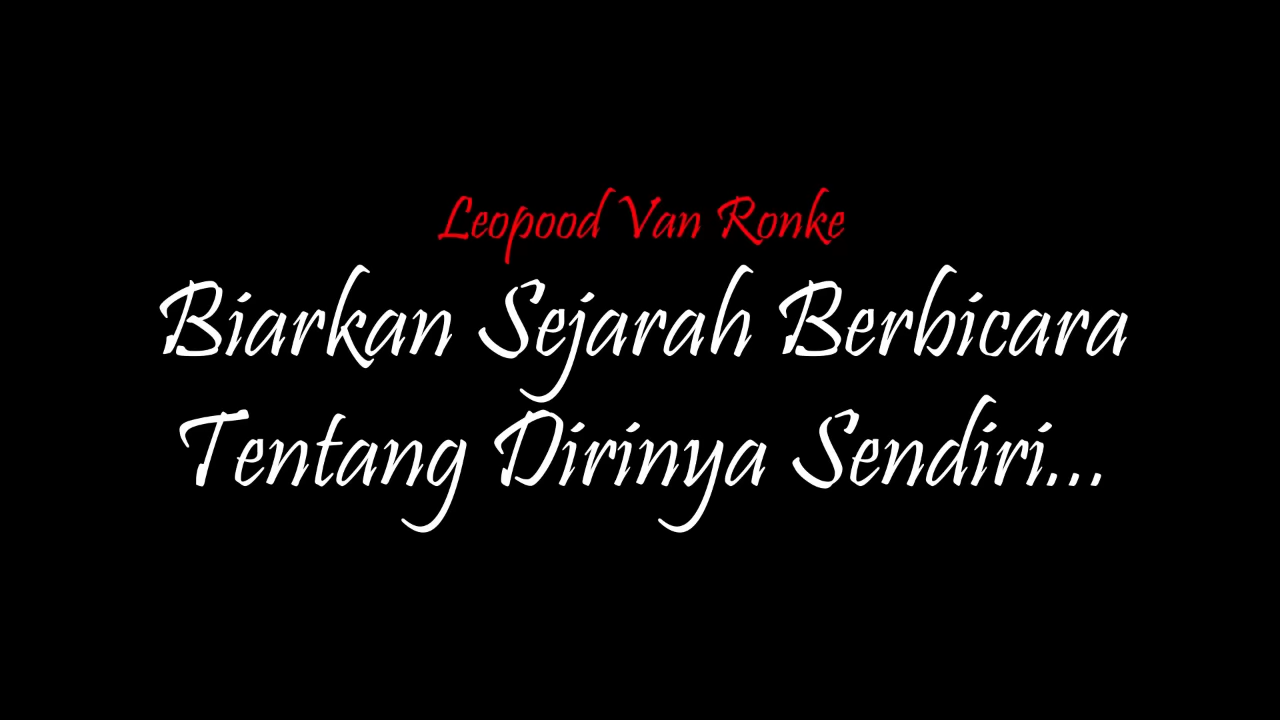 Leopood Van Ronke
Biarkan Sejarah Berbicara
Tentang Dirinya Sendiri...